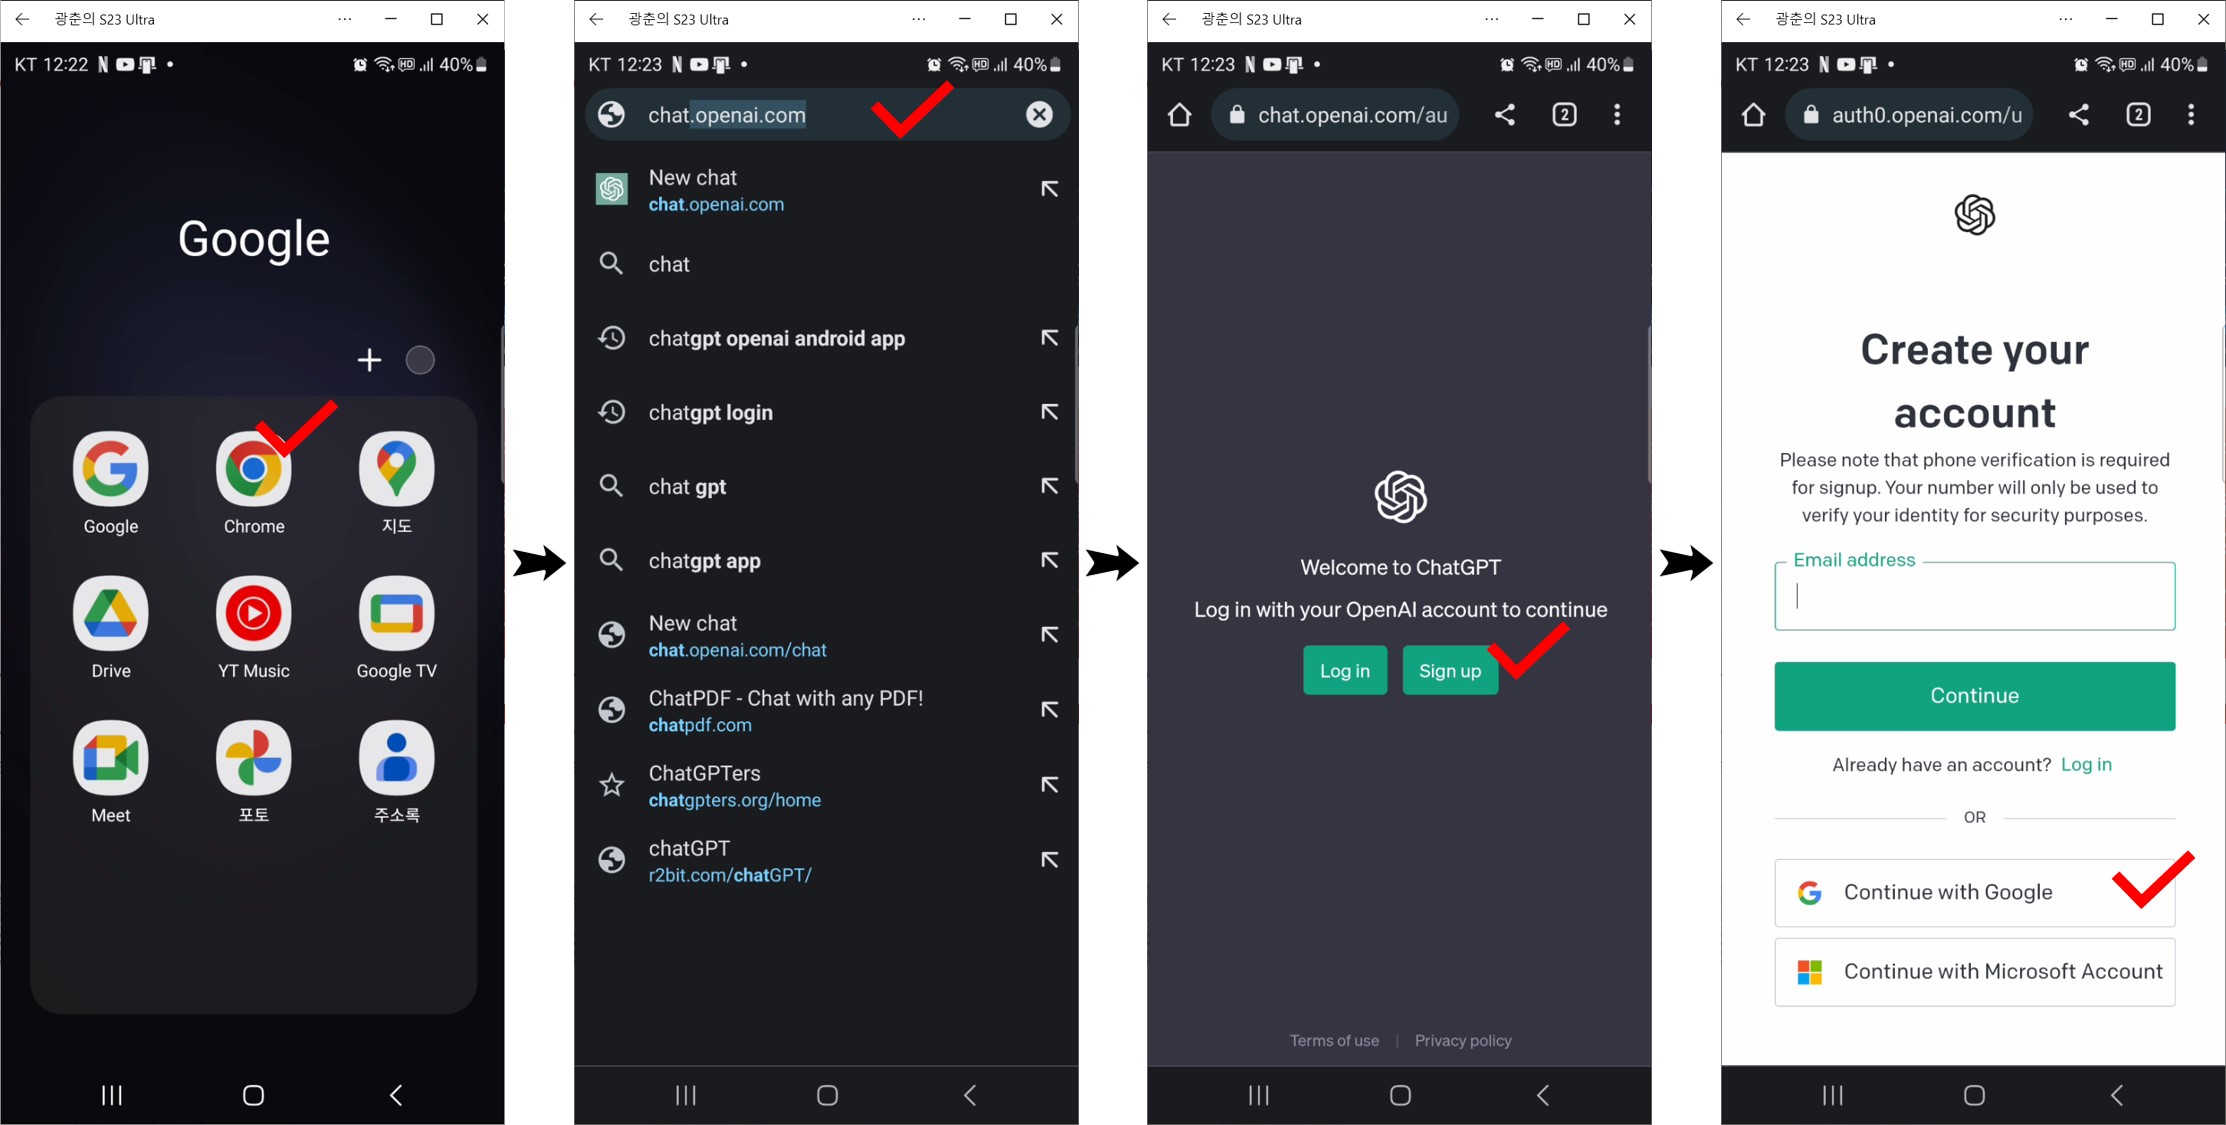 광춘의 S23 Ultra
KT 12:22
HD 40%
Google
Google
Chrome
지도
Drive
YT Music
Google TV
Meet
포토
주소록
광춘의 S23 Ultra
KT 12:23
HD 40%
chat.openai.com
New chat
chat.openai.com
chat
chatgpt openai android app
chatgpt login
chat gpt
chatgpt app
New chat
chat.openai.com/chat
ChatPDF - Chat with any PDF!
chatpdf.com
ChatGPTers
chatgpters.org/home
chatGPT
r2bit.com/chatGPT/
광춘의 S23 Ultra
KT 12:23
HD 40%
chat.openai.com/au
2
Welcome to ChatGPT
Log in with your OpenAI account to continue
Log in
Sign up
Terms of use | Privacy policy
광춘의 S23 Ultra
KT 12:23
HD 40%
auth0.openai.com/u
2
Create your
account
Please note that phone verification is required
for signup. Your number will only be used to
verify your identity for security purposes.
Email address
Continue
Already have an account? Log in
OR
Continue with Google
Continue with Microsoft Account